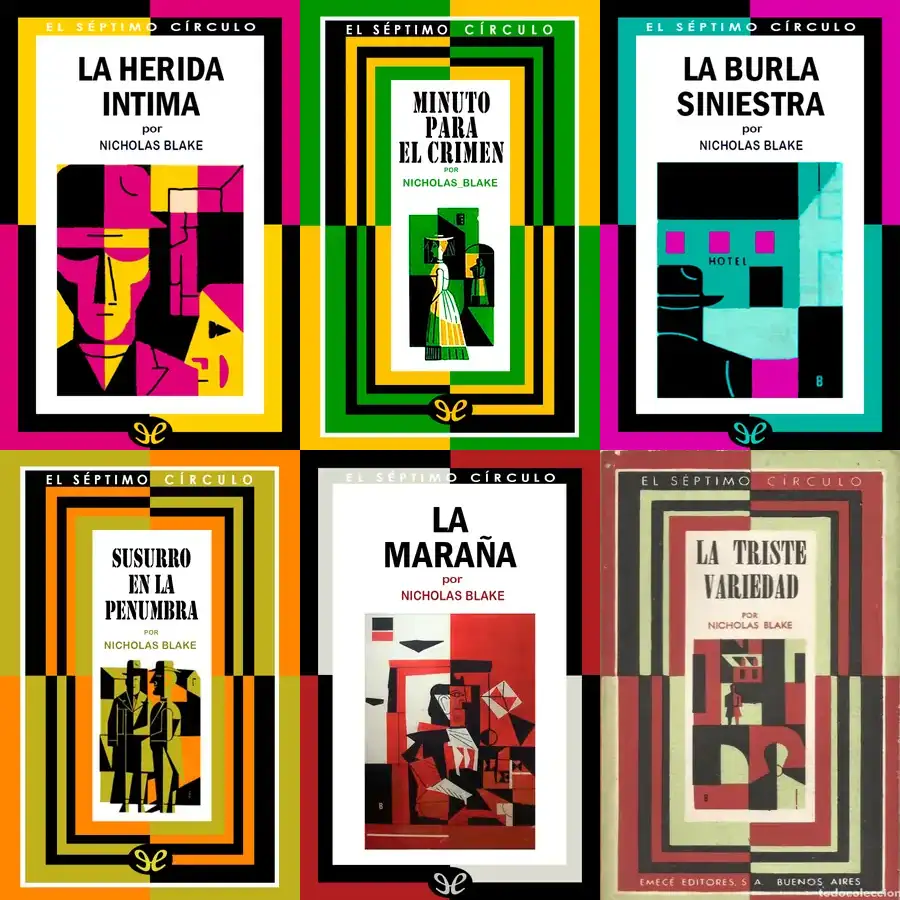 EL SÉPTIMO CÍRCULO
LA HERIDA
INTIMA
por
NICHOLAS BLAKE
EL SÉPTIMO CÍRCULO
MINUTO
PARA
EL CRIMEN
POR
NICHOLAS_BLAKE
B
EL SÉPTIMO CÍRCULO
LA BURLA
SINIESTRA
por
NICHOLAS BLAKE
HOTEL
B
EL SÉPTIMO CÍRCULO
SUSURRO
EN LA
PENUMBRA
POR
NICHOLAS BLAKE
EL SÉPTIMO CÍRCULO
LA
MARAÑA
por
NICHOLAS BLAKE
B
EL SÉPTIMO CÍRCULO
LA TRISTE
VARIEDAD
POR
NICHOLAS BLAKE
B
EMECÉ EDITORES, S. A. BUENOS AIRES
todocoleccion